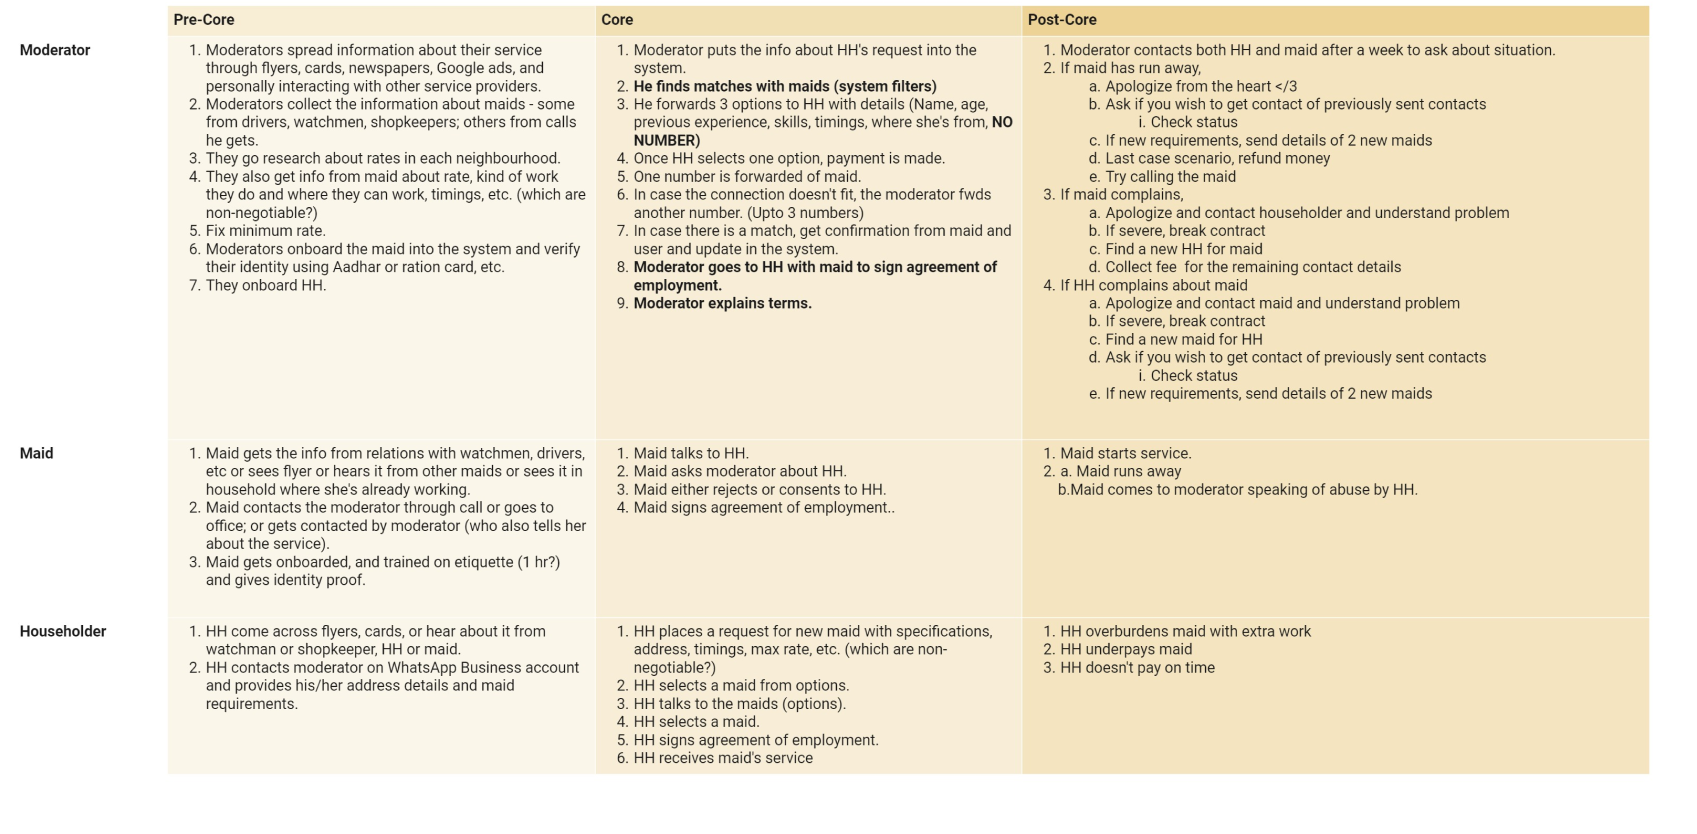 Pre-Core
Core
Post-Core
Moderator
1. Moderators spread information about their service
through flyers, cards, newspapers, Google ads, and
personally interacting with other service providers.
2. Moderators collect the information about maids - some
from drivers, watchmen, shopkeepers; others from calls
he gets.
3. They go research about rates in each neighbourhood.
4. They also get info from maid about rate, kind of work
they do and where they can work, timings, etc. (which are
non-negotiable?)
5. Fix minimum rate.
6. Moderators onboard the maid into the system and verify
their identity using Aadhar or ration card, etc.
7. They onboard HH.
1. Moderator puts the info about HH's request into the
system.
2. He finds matches with maids (system filters)
3. He forwards 3 options to HH with details (Name, age,
previous experience, skills, timings, where she's from, NO
NUMBER)
4. Once HH selects one option, payment is made.
5. One number is forwarded of maid.
6. In case the connection doesn't fit, the moderator fwds
another number. (Upto 3 numbers)
7. In case there is a match, get confirmation from maid and
user and update in the system.
8. Moderator goes to HH with maid to sign agreement of
employment.
9. Moderator explains terms.
1. Moderator contacts both HH and maid after a week to ask about situation.
2. If maid has run away,
a. Apologize from the heart </3
b. Ask if you wish to get contact of previously sent contacts
i. Check status
c. If new requirements, send details of 2 new maids
d. Last case scenario, refund money
e. Try calling the maid
3. If maid complains,
a. Apologize and contact householder and understand problem
b. If severe, break contract
c. Find a new HH for maid
d. Collect fee for the remaining contact details
4. If HH complains about maid
a. Apologize and contact maid and understand problem
b. If severe, break contract
c. Find a new maid for HH
d. Ask if you wish to get contact of previously sent contacts
i. Check status
e. If new requirements, send details of 2 new maids
Maid
1. Maid gets the info from relations with watchmen, drivers,
etc or sees flyer or hears it from other maids or sees it in
household where she's already working.
2. Maid contacts the moderator through call or goes to
office; or gets contacted by moderator (who also tells her
about the service).
3. Maid gets onboarded, and trained on etiquette (1 hr?)
and gives identity proof.
1. Maid talks to HH.
2. Maid asks moderator about HH.
3. Maid either rejects or consents to HH.
4. Maid signs agreement of employment..
1. Maid starts service.
2. a. Maid runs away
b.Maid comes to moderator speaking of abuse by HH.
Householder
1. HH come across flyers, cards, or hear about it from
watchman or shopkeeper, HH or maid.
2. HH contacts moderator on WhatsApp Business account
and provides his/her address details and maid
requirements.
1. HH places a request for new maid with specifications,
address, timings, max rate, etc. (which are non-
negotiable?)
2. HH selects a maid from options.
3. HH talks to the maids (options).
4. HH selects a maid.
5. HH signs agreement of employment.
6. HH receives maid's service
1. HH overburdens maid with extra work
2. HH underpays maid
3. HH doesn't pay on time